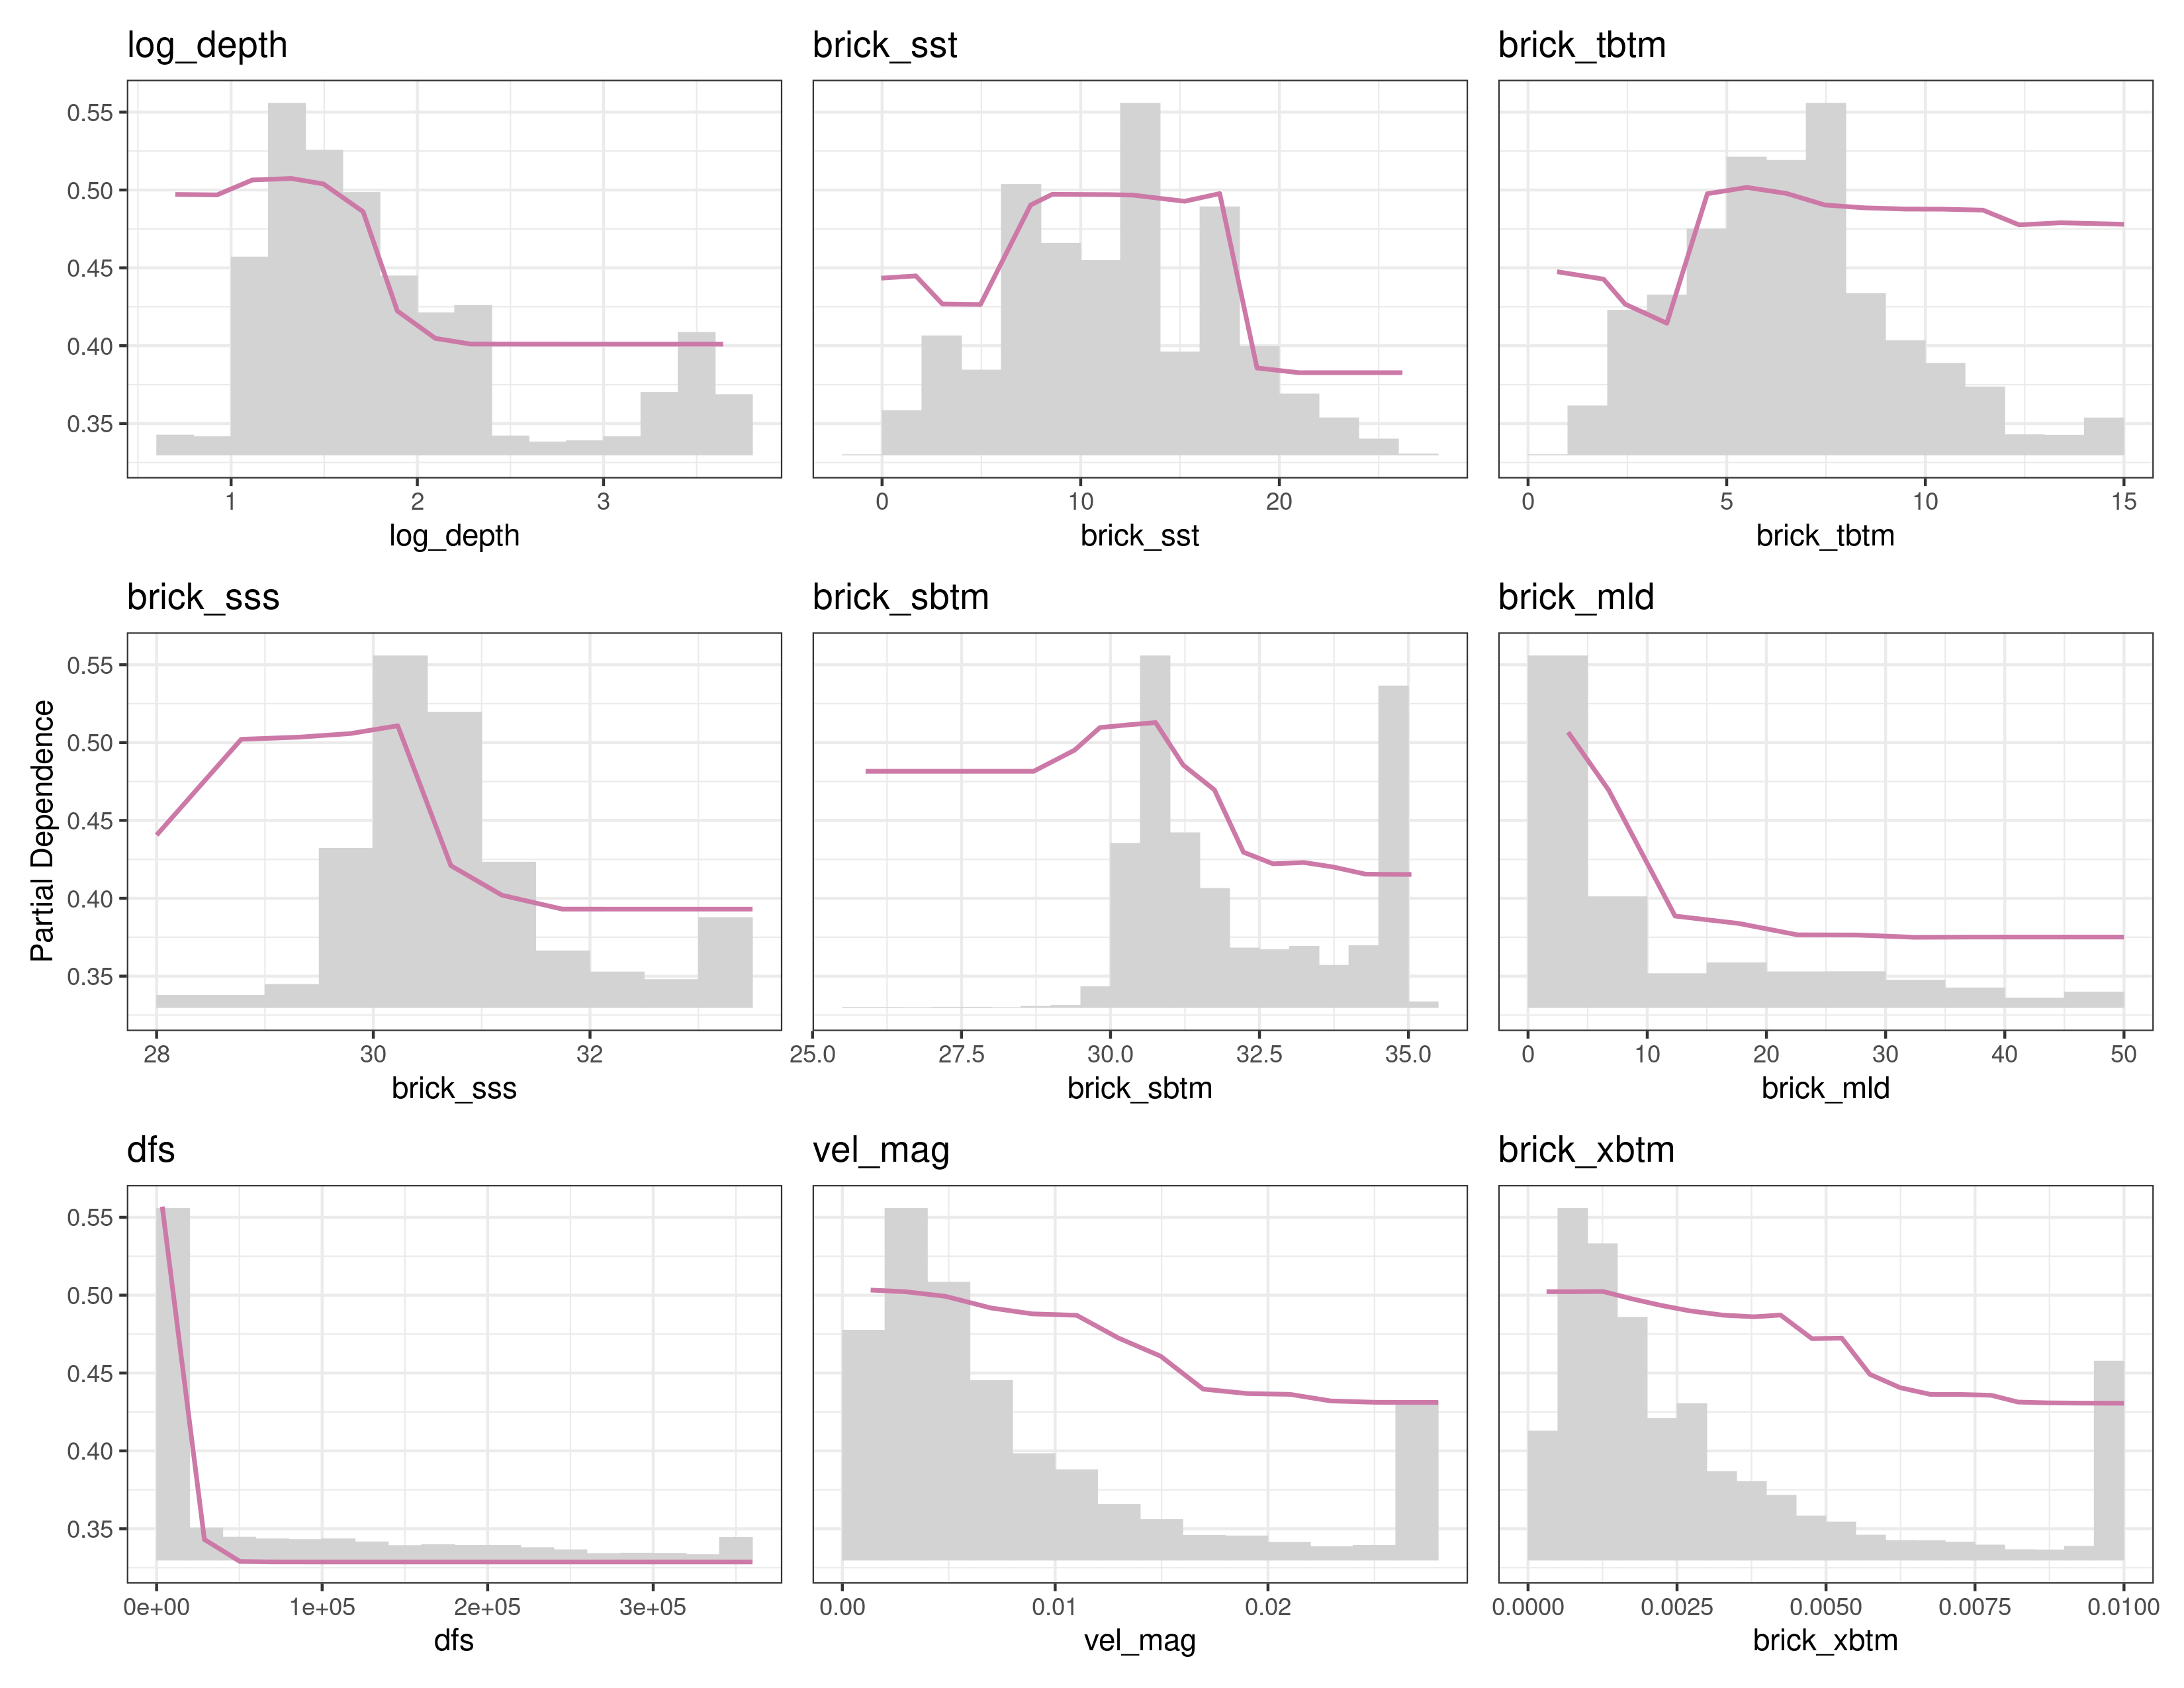 log_depth
brick_sst
brick_tbtm
0.55
0.50
0.45
0.40
0.35
1 2 3
0 10 20
0 5 10 15
log_depth
brick_sst
brick_tbtm
brick_sss
brick_sbtm
brick_mld
Partial Dependence
0.55
0.50
0.45
0.40
0.35
28 30 32
25.0 27.5 30.0 32.5 35.0
0 10 20 30 40 50
brick_sss
brick_sbtm
brick_mld
dfs
vel_mag
brick_xbtm
0.55
0.50
0.45
0.40
0.35
0e+00 1e+05 2e+05 3e+05
0.00 0.01 0.02
0.0000 0.0025 0.0050 0.0075 0.0100
dfs
vel_mag
brick_xbtm